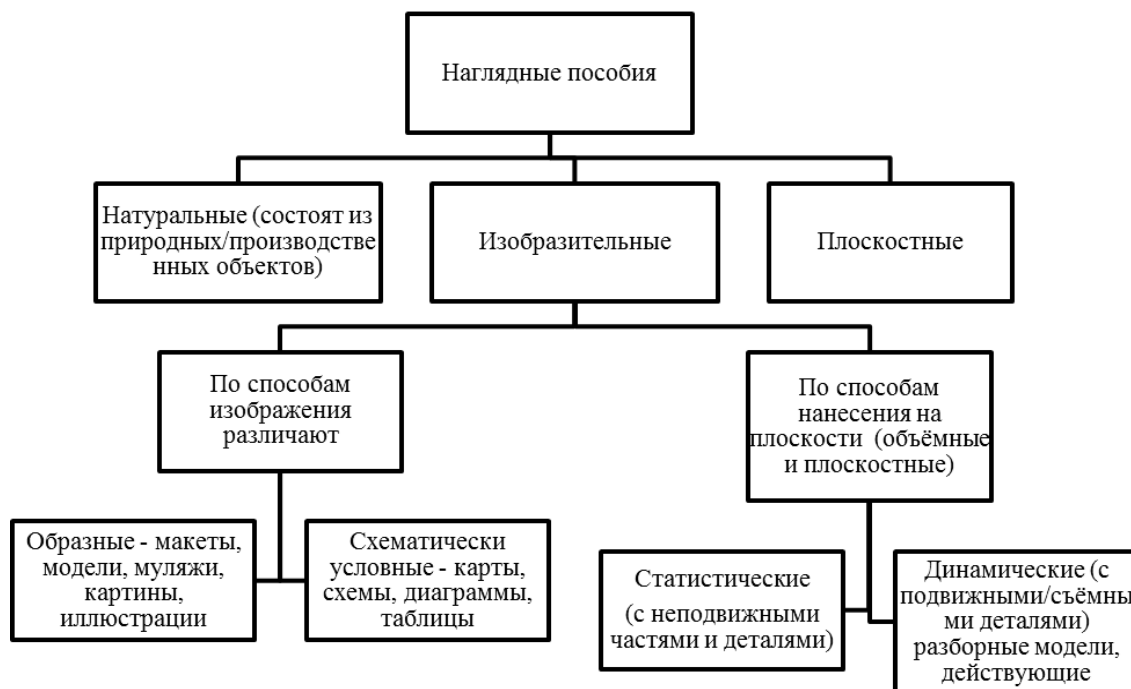 Наглядные пособия
Натуральные (состоят из
природных/производстве
нных объектов)
Изобразительные
Плоскостные
По способам
изображения
различают
По способам
нанесения на
плоскости (объёмные
и плоскостные)
Образные - макеты,
модели, муляжи,
картины,
иллюстрации
Схематически
условные - карты,
схемы, диаграммы,
таблицы
Статистические
(с неподвижными
частями и деталями)
Динамические (с
подвижными/съёмны
ми деталями)
разборные модели,
действующие